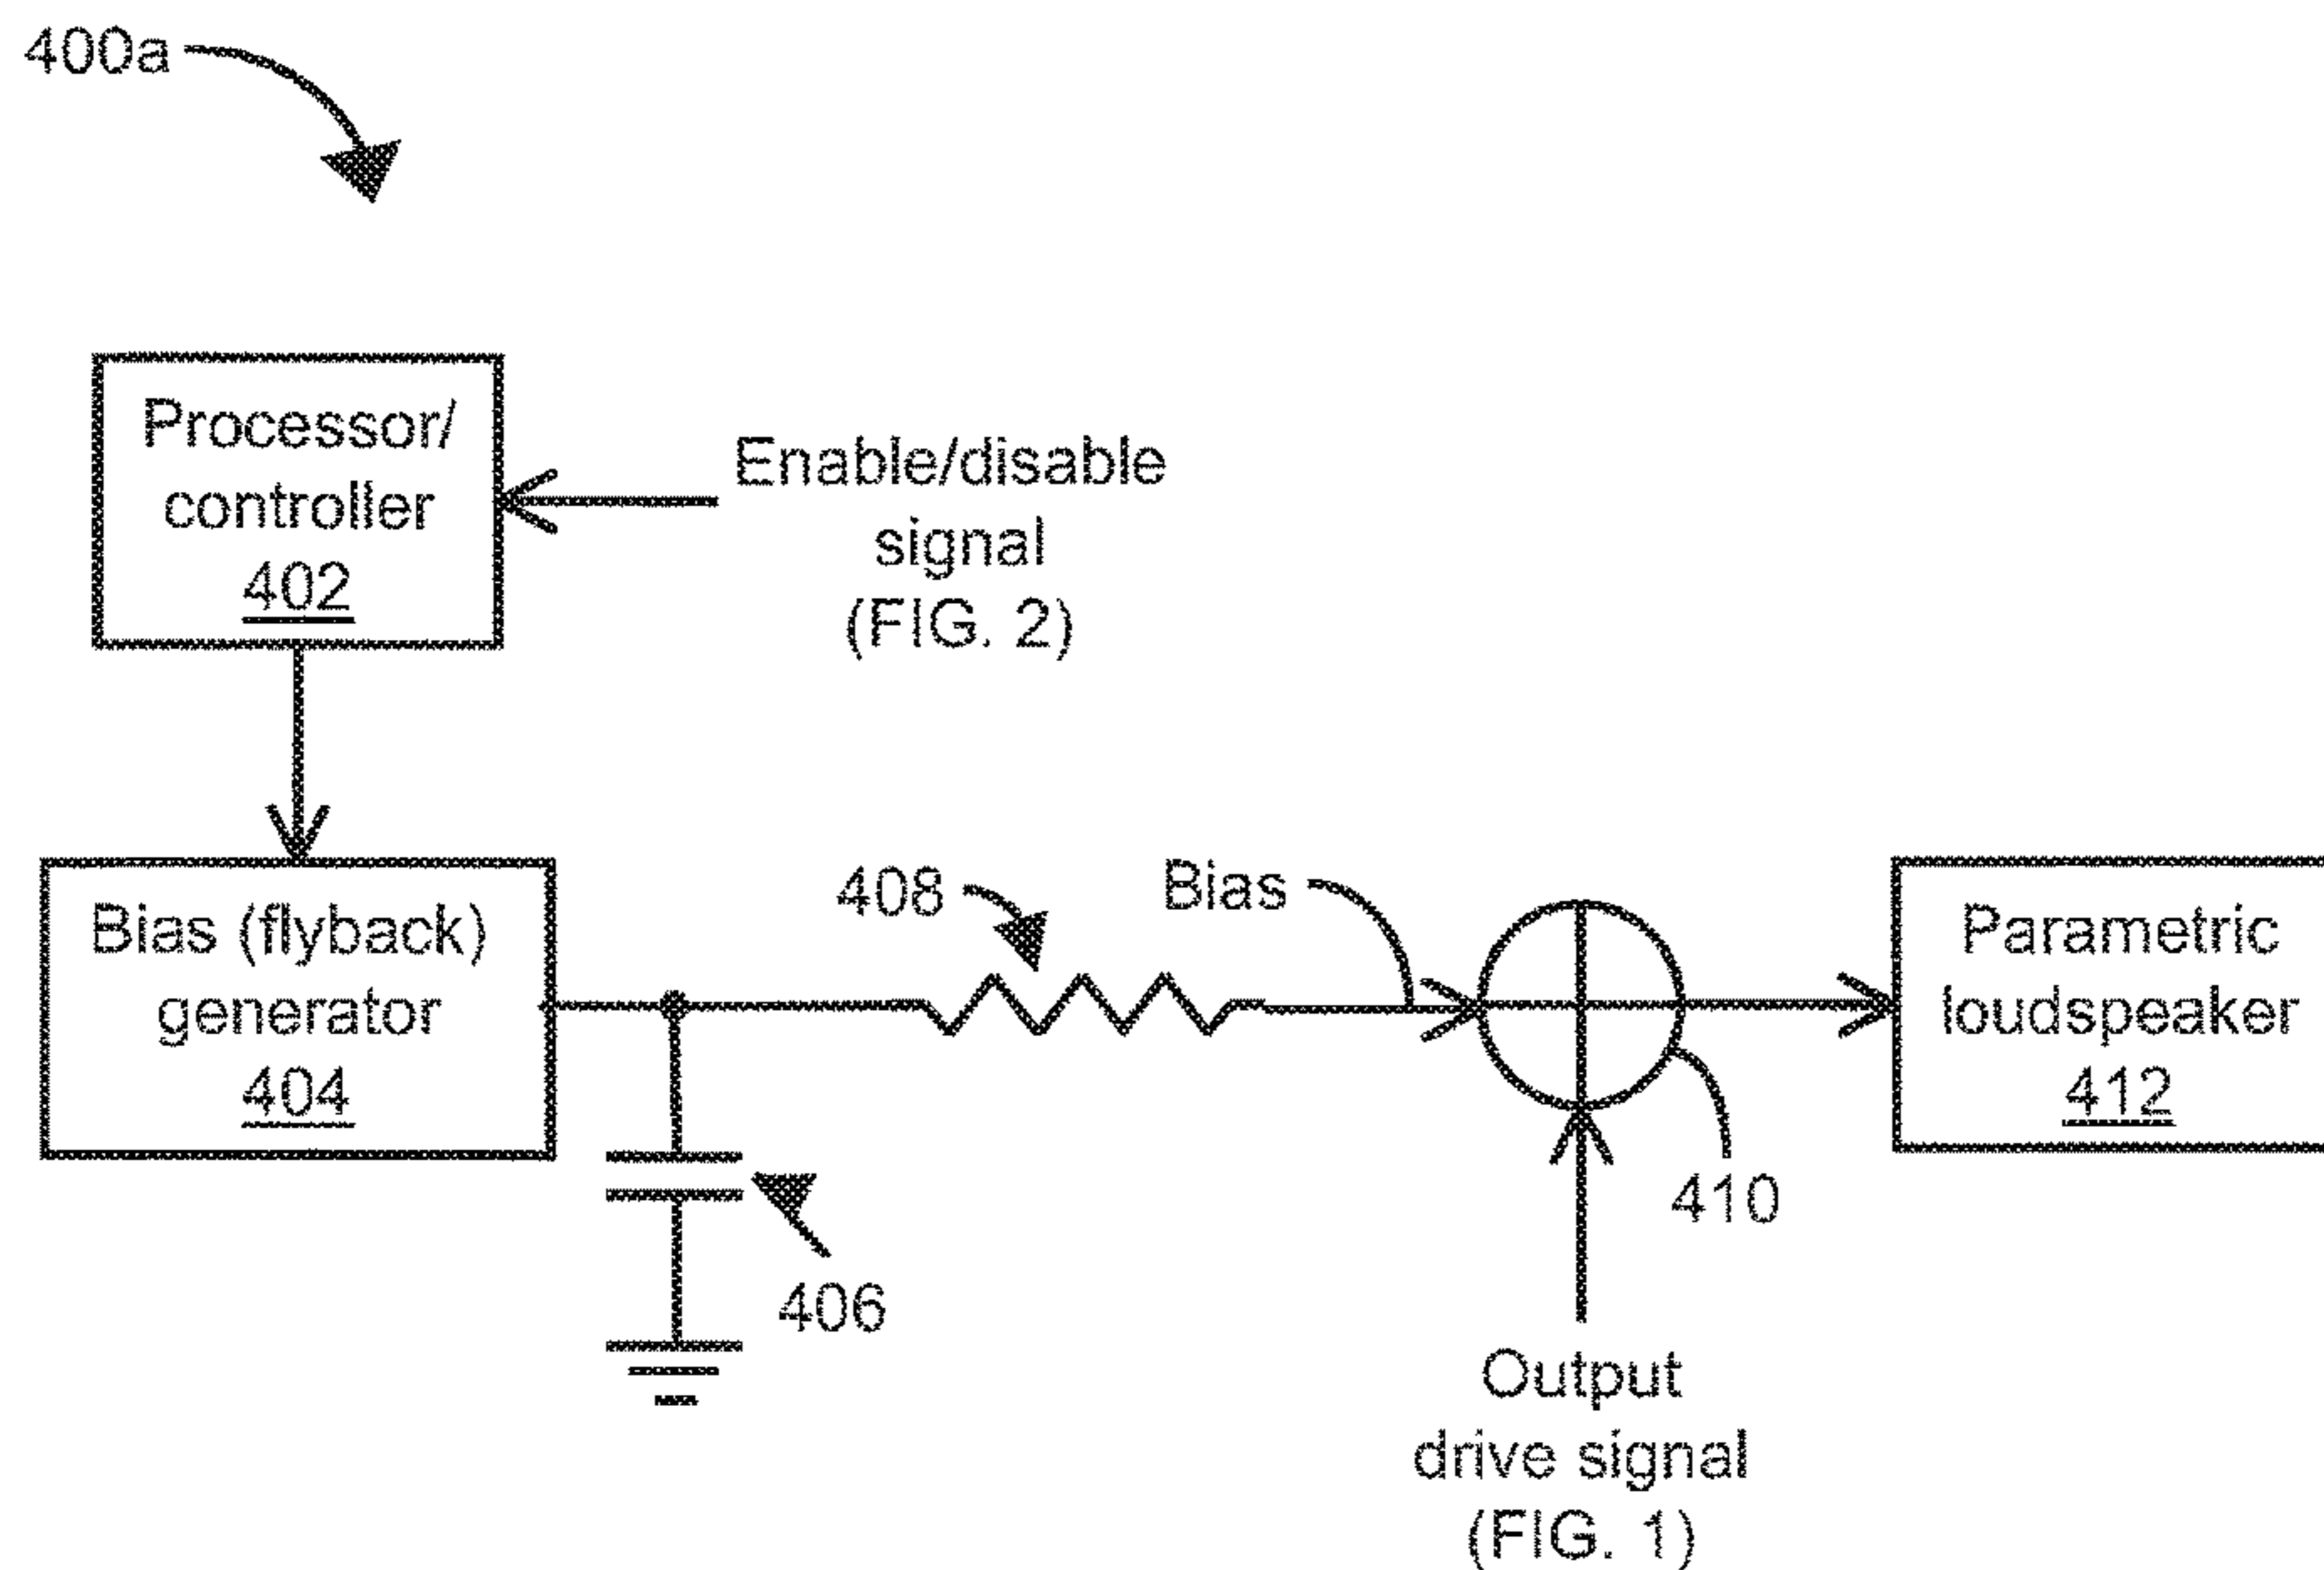 400a
Processor/
controller
402
Enable/disable
signal
(FIG. 2)
Bias (flyback)
generator
404
408
Bias
Parametric
loudspeaker
412
410
406
Output
drive signal
(FIG. 1)